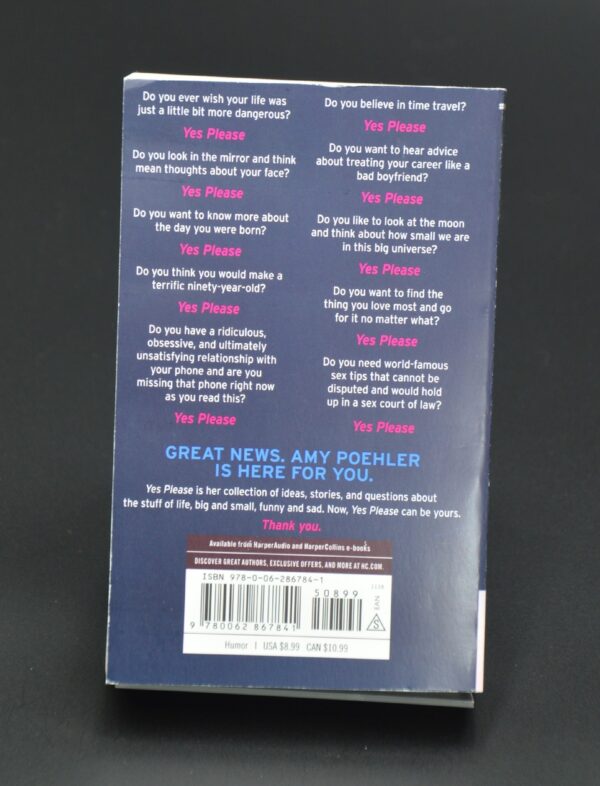 Do you ever wish your life was
just a little bit more dangerous?
Yes Please
Do you look in the mirror and think
mean thoughts about your face?
Yes Please
Do you want to know more about
the day you were born?
Yes Please
Do you think you would make a
terrific ninety-year-old?
Yes Please
Do you have a ridiculous,
obsessive, and ultimately
unsatisfying relationship with
your phone and are you
missing that phone right now
as you read this?
Yes Please
Do you believe in time travel?
Yes Please
Do you want to hear advice
about treating your career like a
bad boyfriend?
Yes Please
Do you like to look at the moon
and think about how small we are
in this big universe?
Yes Please
Do you want to find the
thing you love most and go
for it no matter what?
Yes Please
Do you need world-famous
sex tips that cannot be
disputed and would hold
up in a sex court of law?
Yes Please
GREAT NEWS. AMY POEHLER
IS HERE FOR YOU.
Yes Please is her collection of ideas, stories, and questions about
the stuff of life, big and small, funny and sad. Now, Yes Please can be yours.
Thank you.
Available from HarperAudio and HarperCollins e-books
DISCOVER GREAT AUTHORS, EXCLUSIVE OFFERS, AND MORE AT HC.COM.
ISBN 978-0-06-286784-1
50899
9 780062 867841
EAN
Humor | USA $8.99 CAN $10.99